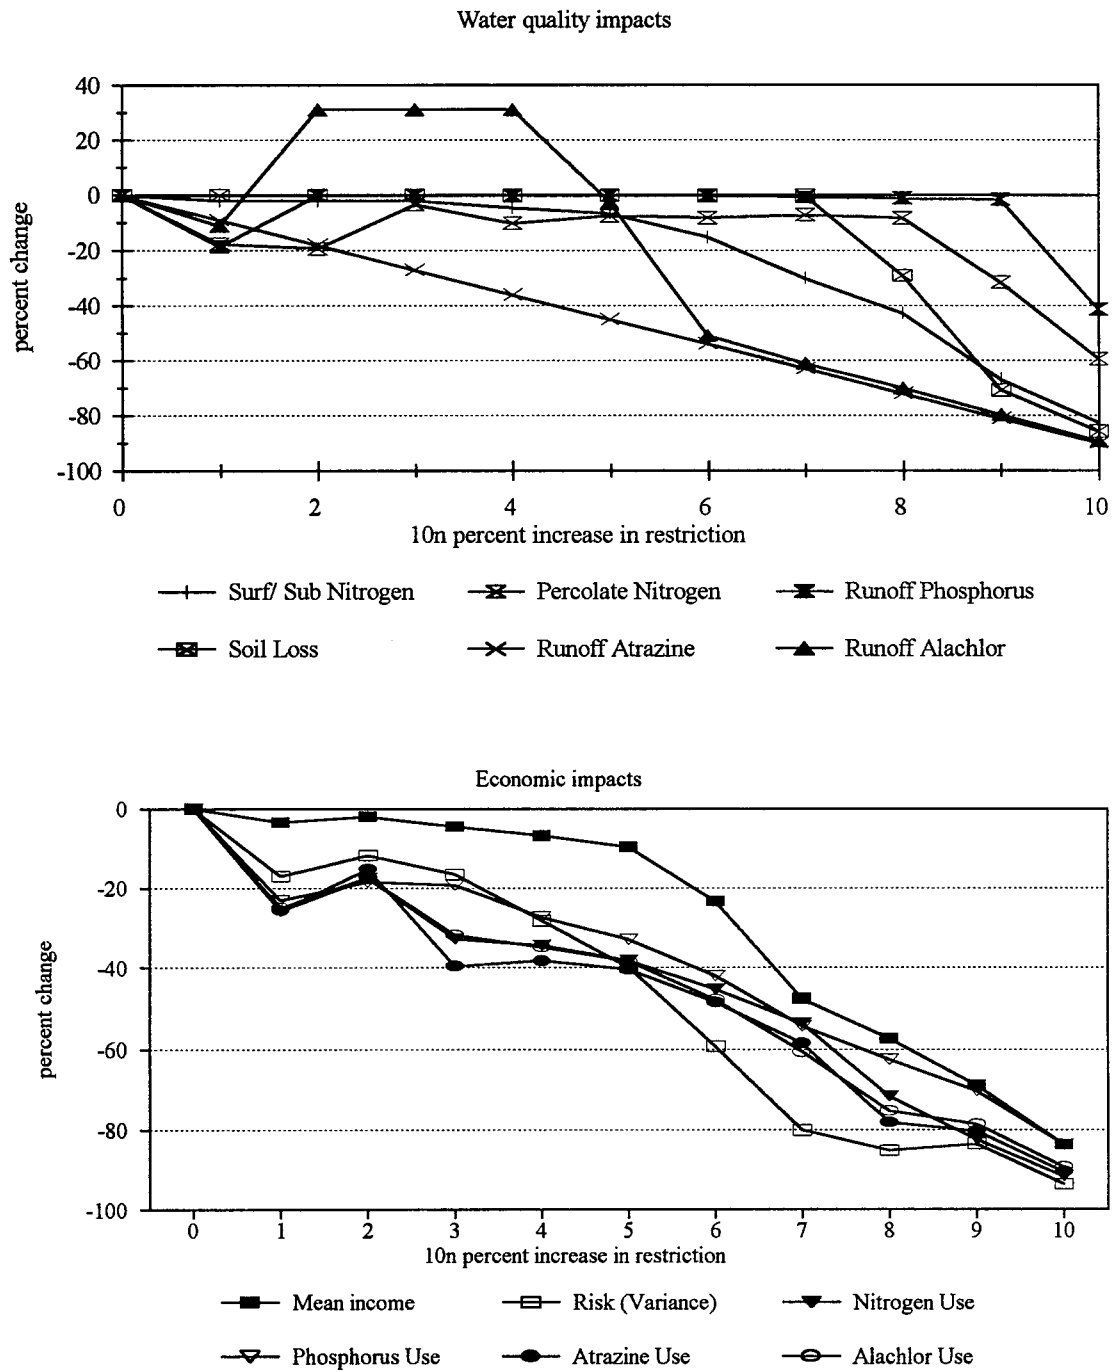 Water quality impacts
40
20
0
-20
-40
-60
-80
-100
percent change
0 2 4 6 8 10
10n percent increase in restriction
Surf/ Sub Nitrogen Percolate Nitrogen Runoff Phosphorus
Soil Loss Runoff Atrazine Runoff Alachlor
Economic impacts
0
-20
-40
-60
-80
-100
percent change
0 1 2 3 4 5 6 7 8 9 10
10n percent increase in restriction
Mean income Risk (Variance) Nitrogen Use
Phosphorus Use Atrazine Use Alachlor Use